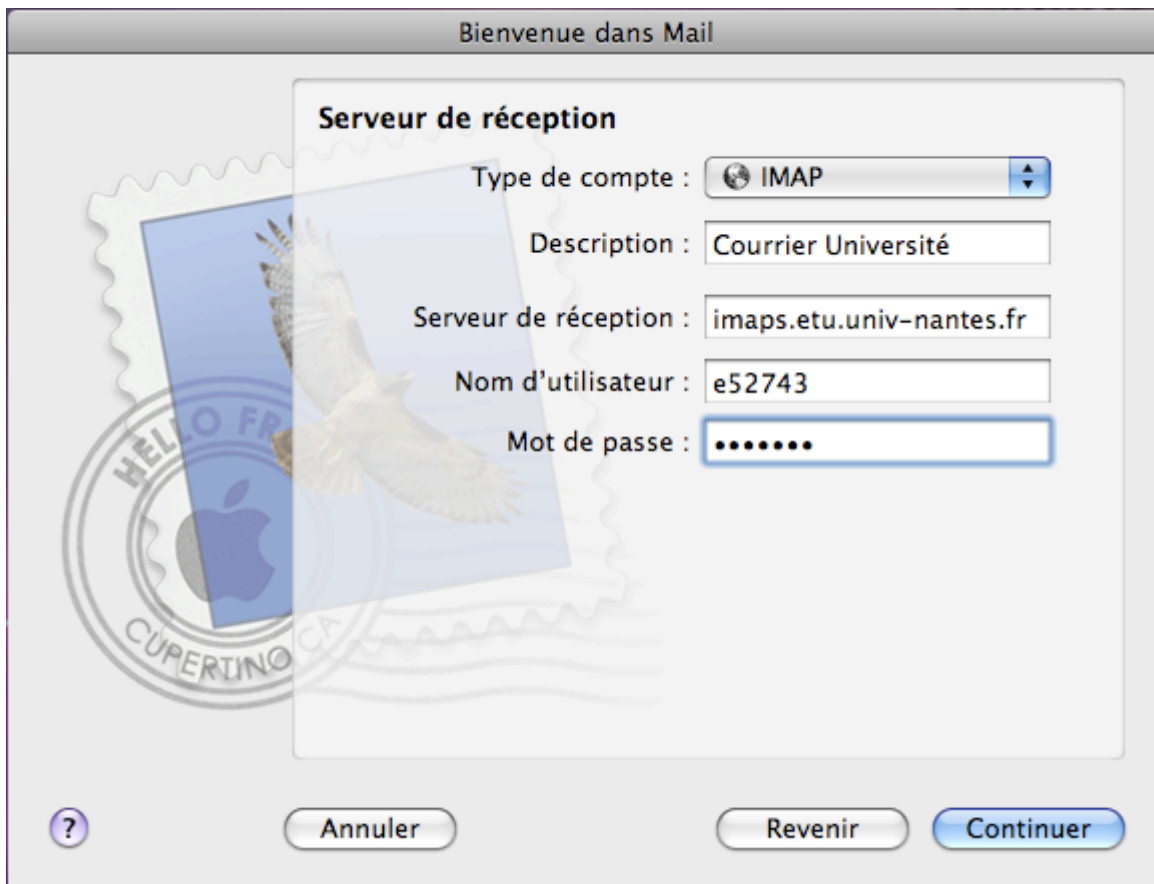 Bienvenue dans Mail
Serveur de réception
Type de compte : IMAP
Description : Courrier Université
Serveur de réception : imaps.etu.univ-nantes.fr
Nom d'utilisateur : e52743
Mot de passe : •••••••
HELLO FR
CUPERTINO CA
? Annuler Revenir Continuer